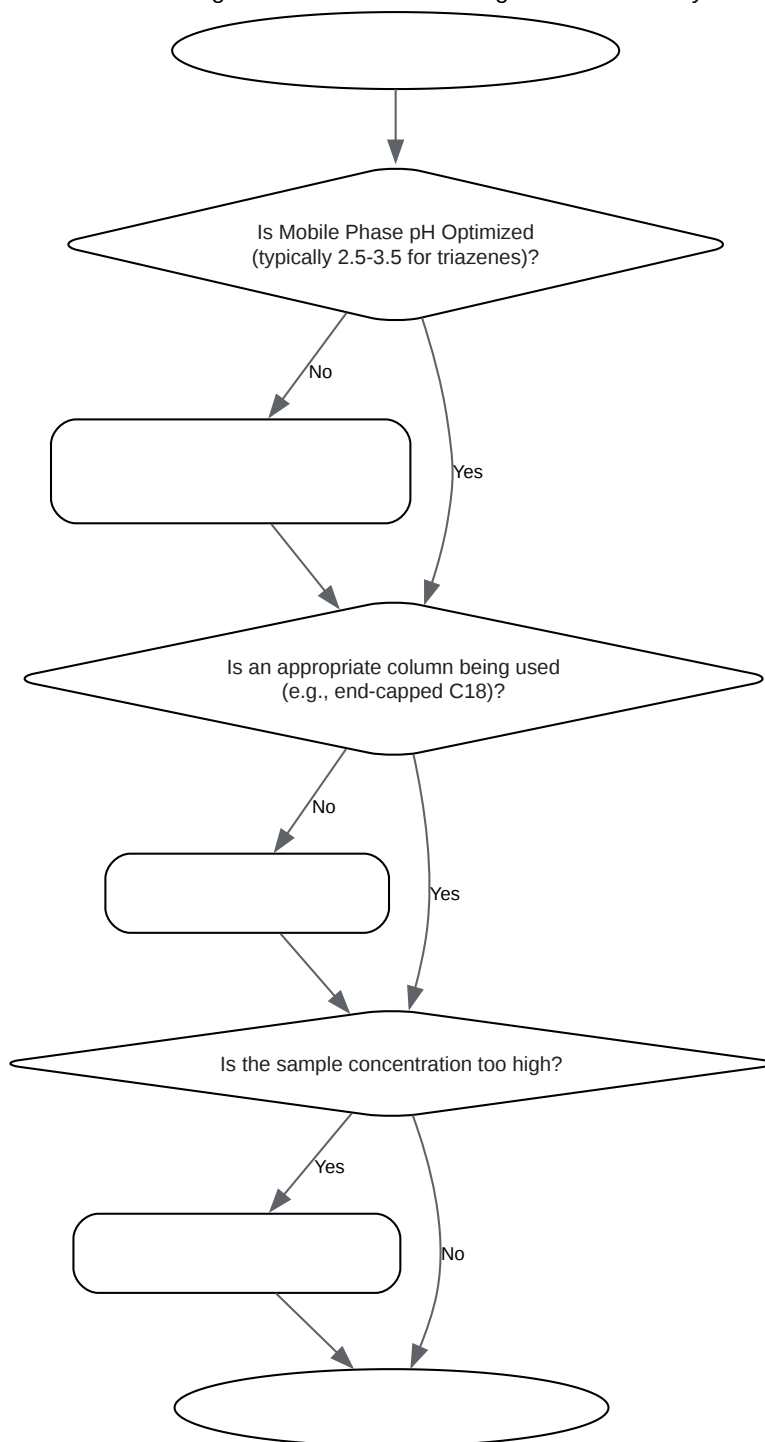 Is Mobile Phase pH Optimized
(typically 2.5-3.5 for triazenes)?
No
Yes
Is an appropriate column being used
(e.g., end-capped C18)?
No
Yes
Is the sample concentration too high?
Yes
No